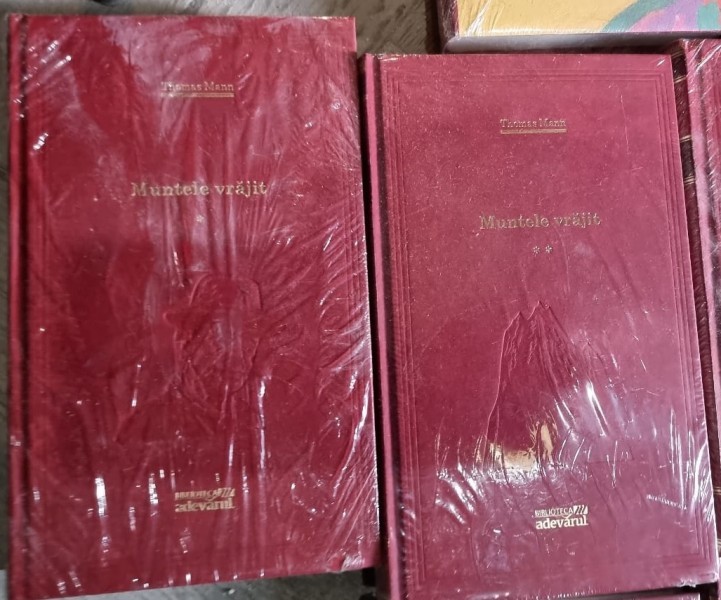 Thomas Mann
Muntele vrăjit
*
BIBLIOTECA
adevărul
Thomas Mann
Muntele vrăjit
* *
BIBLIOTECA
adevărul